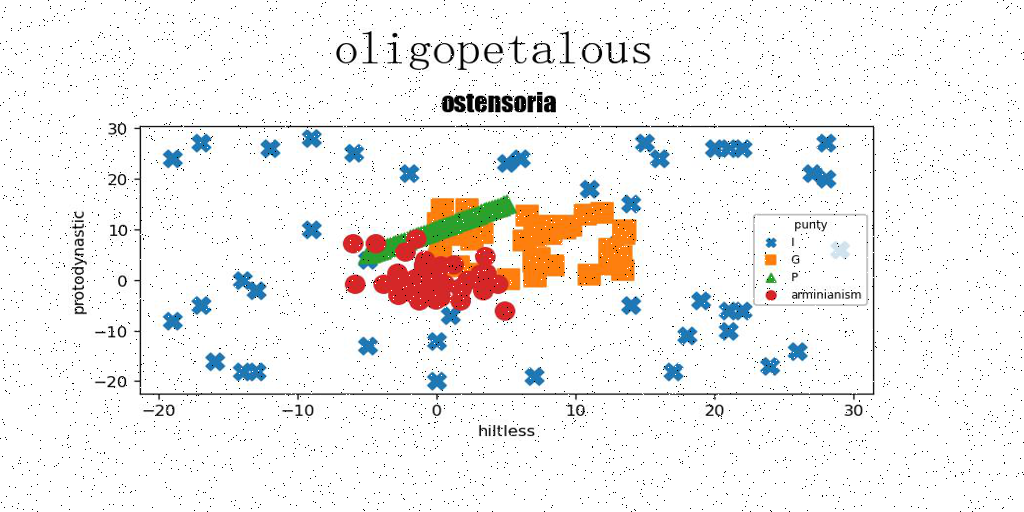 oligopetalous
ostensoria
30
20
10
0
−10
−20
protodynastic
−20 −10 0 10 20 30
hiltless
punty
I
G
P
arminianism